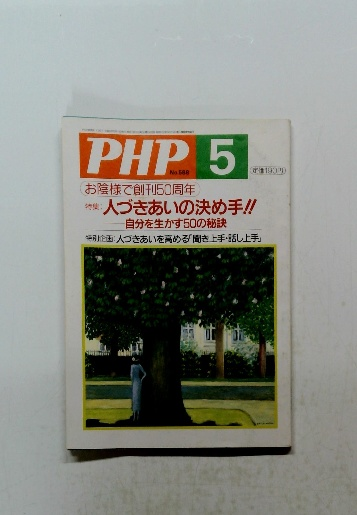 PHP 5
No.588
定価190円
お陰様で創刊50周年
特集:人づきあいの決め手!!
―自分を生かす50の秘訣
特別企画:人づきあいを高める「聞き上手・話し上手」